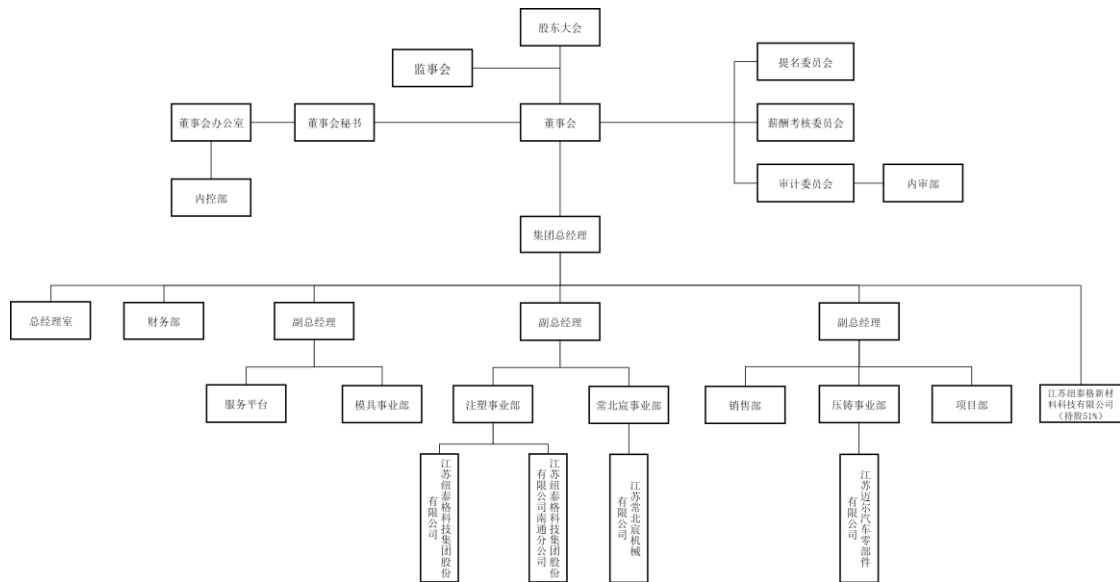 股东大会
监事会
提名委员会
董事会办公室
董事会秘书
董事会
薪酬考核委员会
内控部
审计委员会
内审部
集团总经理
总经理室
财务部
副总经理
副总经理
副总经理
服务平台
模具事业部
注塑事业部
常北宸事业部
销售部
压铸事业部
项目部
江苏纽泰格新材
料科技有限公司
（持股51%）
江苏纽泰格科技集团股份
有限公司
江苏纽泰格科技集团股份
有限公司南通分公司
江苏常北宸机械
有限公司
江苏迈尔汽车零部件
有限公司